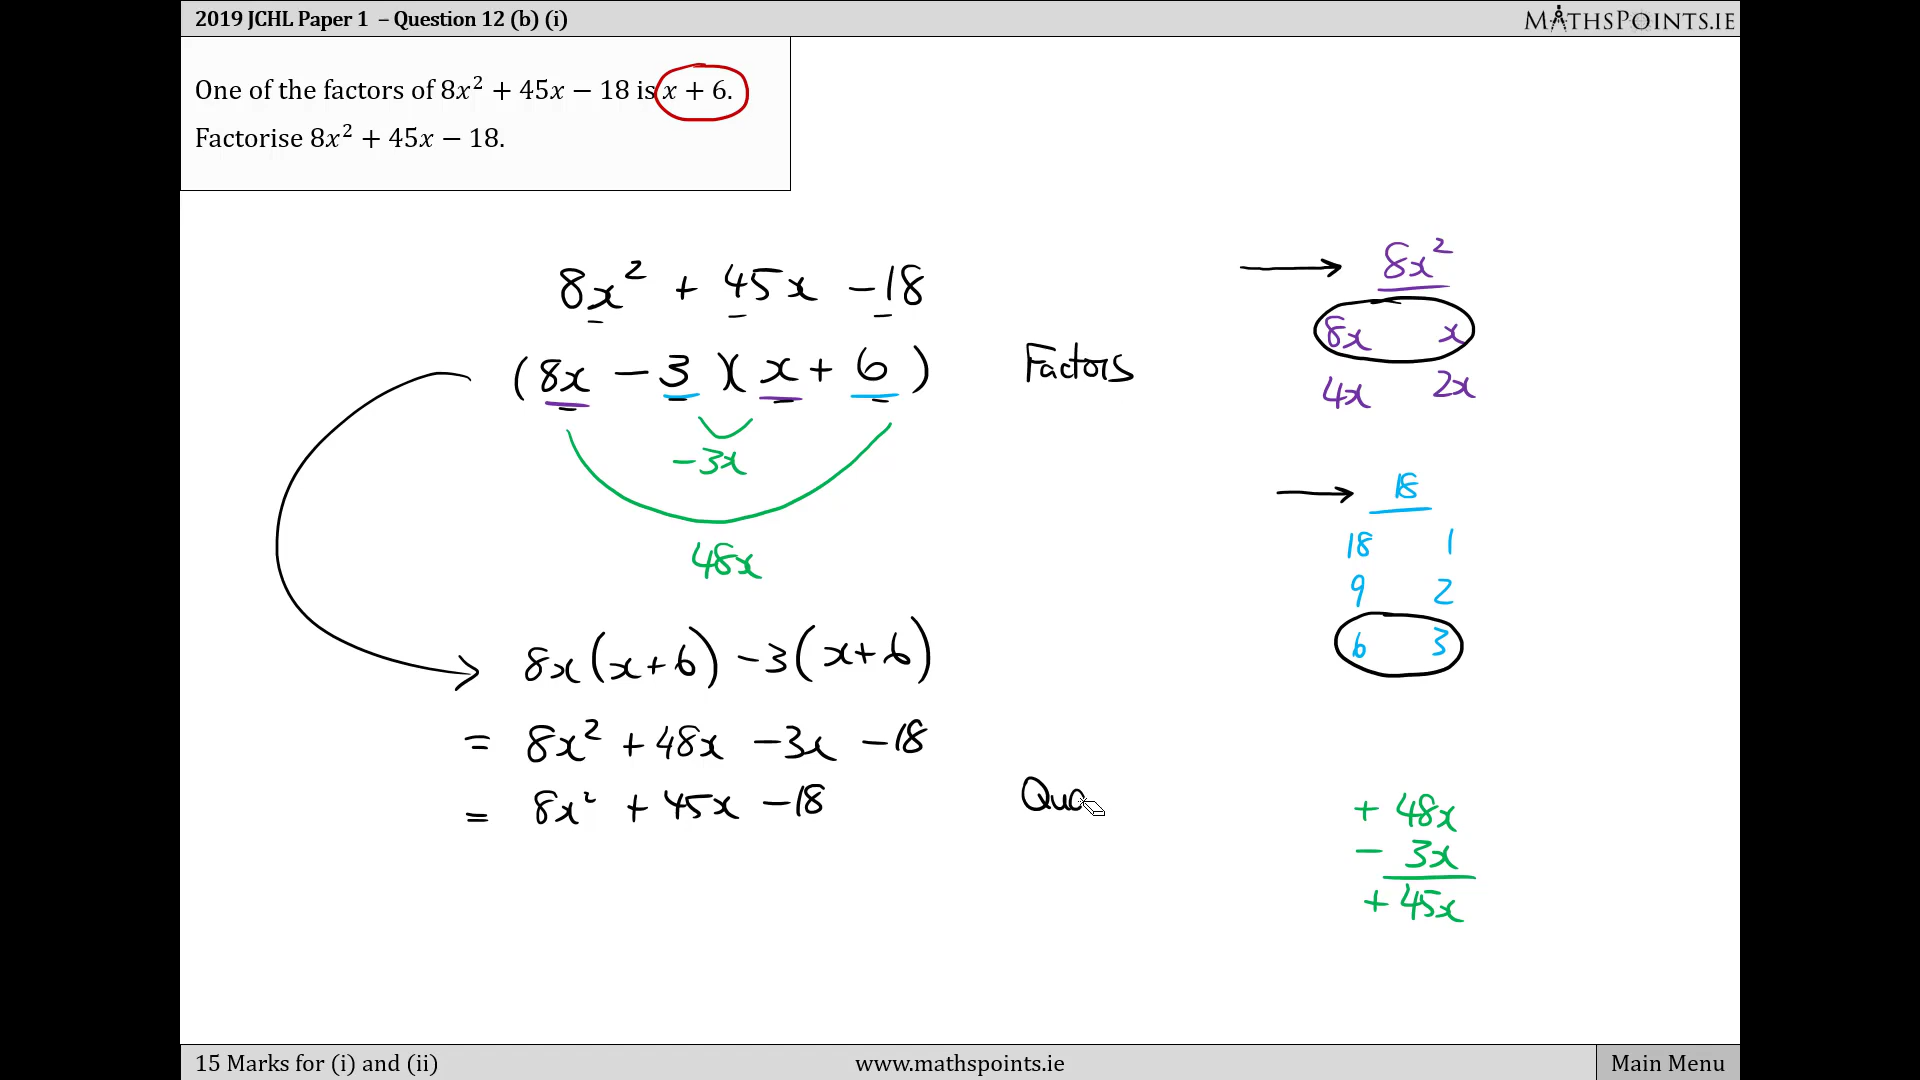 2019 JCHL Paper 1 – Question 12 (b) (i)
MATHSPOINTS.IE
One of the factors of 8x² + 45x − 18 is x + 6.
Factorise 8x² + 45x − 18.
8x² + 45x − 18
(8x − 3)(x + 6) Factors
−3x
48x
8x(x+6) −3(x+6)
= 8x² + 48x − 3x − 18
= 8x² + 45x − 18 Qua
8x²
8x x
4x 2x
18
18 1
9 2
6 3
+ 48x
− 3x
+ 45x
15 Marks for (i) and (ii)
www.mathspoints.ie
Main Menu